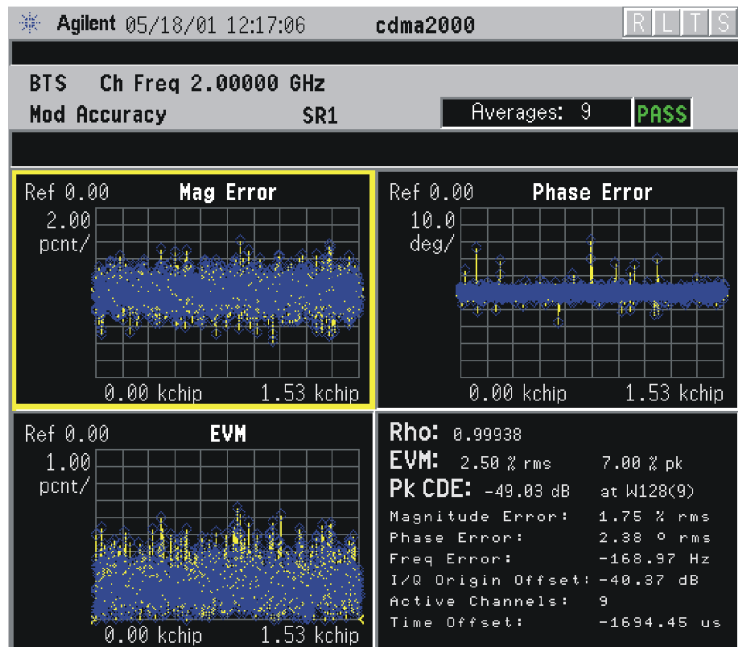 Agilent 05/18/01 12:17:06 cdma2000 R L T S
BTS Ch Freq 2.00000 GHz
Mod Accuracy SR1 Averages: 9 PASS
Ref 0.00 Mag Error
2.00
pcnt/
0.00 kchip 1.53 kchip
Ref 0.00 Phase Error
10.0
deg/
0.00 kchip 1.53 kchip
Ref 0.00 EVM
1.00
pcnt/
0.00 kchip 1.53 kchip
Rho: 0.99938
EVM: 2.50 % rms 7.00 % pk
Pk CDE: -49.03 dB at W128(9)
Magnitude Error: 1.75 % rms
Phase Error: 2.38 º rms
Freq Error: -168.97 Hz
I/Q Origin Offset: -40.37 dB
Active Channels: 9
Time Offset: -1694.45 us